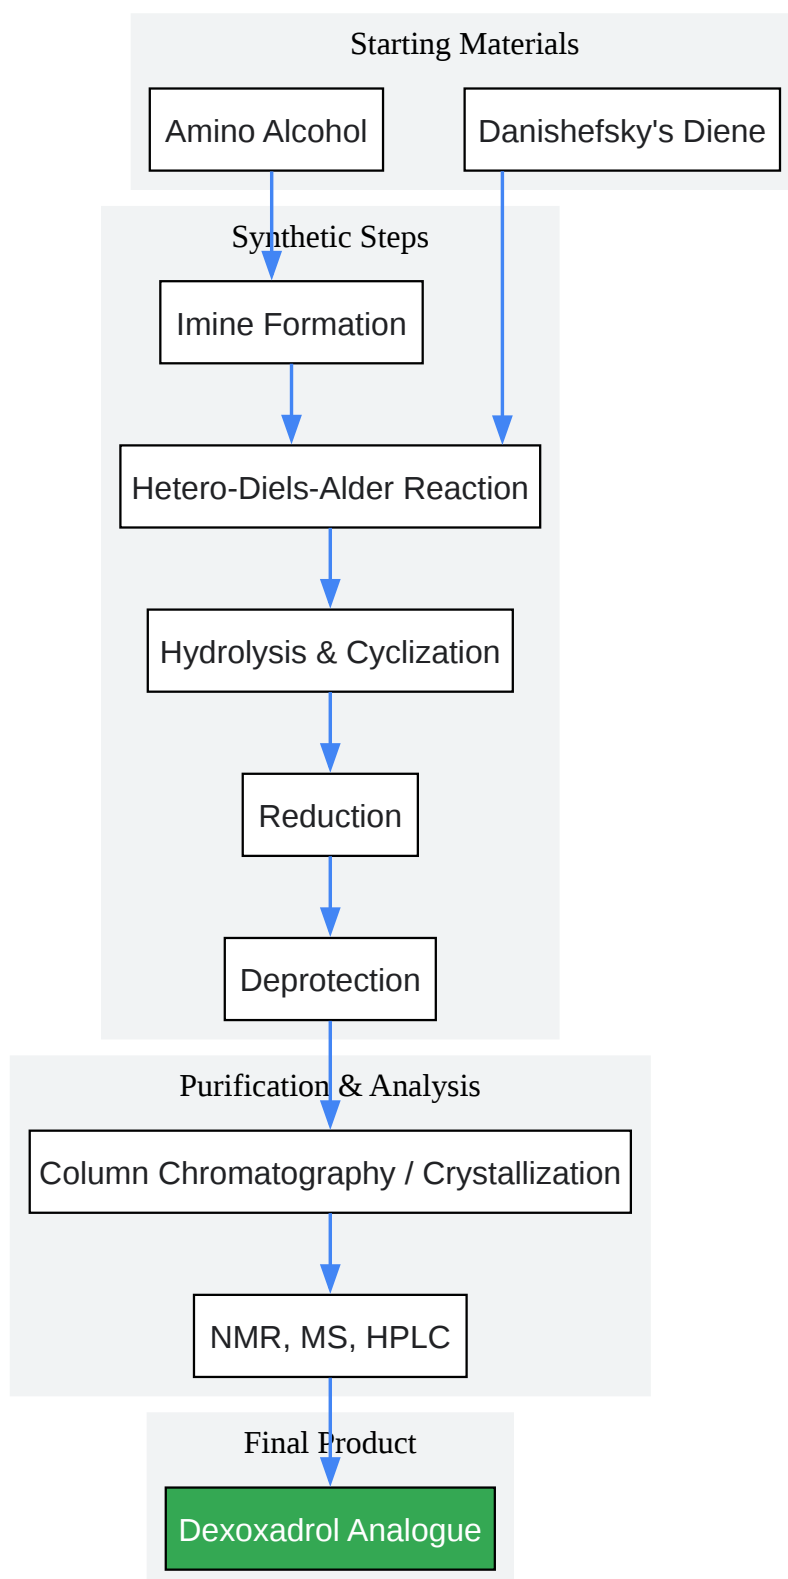 Starting Materials
Amino Alcohol
Danishefsky's Diene
Synthetic Steps
Imine Formation
Hetero-Diels-Alder Reaction
Hydrolysis & Cyclization
Reduction
Deprotection
Purification & Analysis
Column Chromatography / Crystallization
NMR, MS, HPLC
Final Product
Dexoxadrol Analogue